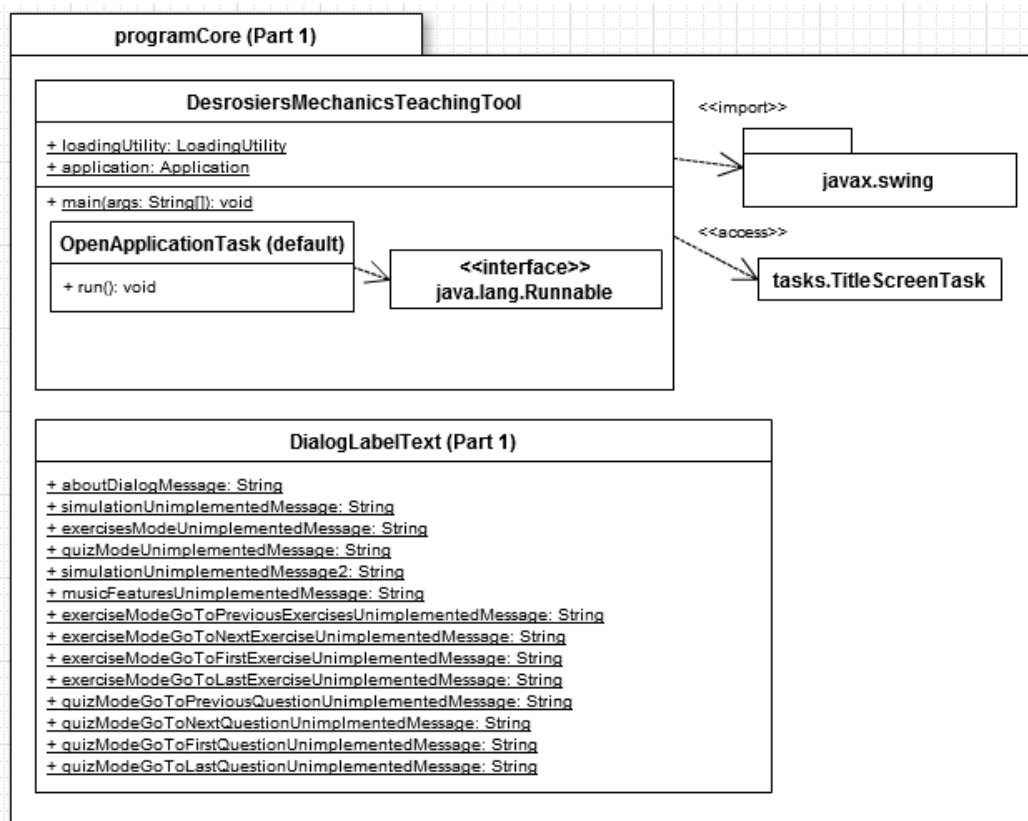 programCore (Part 1)
DesrosiersMechanicsTeachingTool
+ loadingUtility: LoadingUtility
+ application: Application
+ main(args: String[]): void
OpenApplicationTask (default)
+ run(): void
<<interface>>
java.lang.Runnable
<<import>>
javax.swing
<<access>>
tasks.TitleScreenTask
DialogLabelText (Part 1)
+ aboutDialogMessage: String
+ simulationUnimplementedMessage: String
+ exercisesModeUnimplementedMessage: String
+ quizModeUnimplementedMessage: String
+ simulationUnimplementedMessage2: String
+ musicFeaturesUnimplementedMessage: String
+ exerciseModeGoToPreviousExercisesUnimplementedMessage: String
+ exerciseModeGoToNextExerciseUnimplementedMessage: String
+ exerciseModeGoToFirstExerciseUnimplementedMessage: String
+ exerciseModeGoToLastExerciseUnimplementedMessage: String
+ quizModeGoToPreviousQuestionUnimplementedMessage: String
+ quizModeGoToNextQuestionUnimplmentedMessage: String
+ quizModeGoToFirstQuestionUnimplementedMessage: String
+ quizModeGoToLastQuestionUnimplementedMessage: String